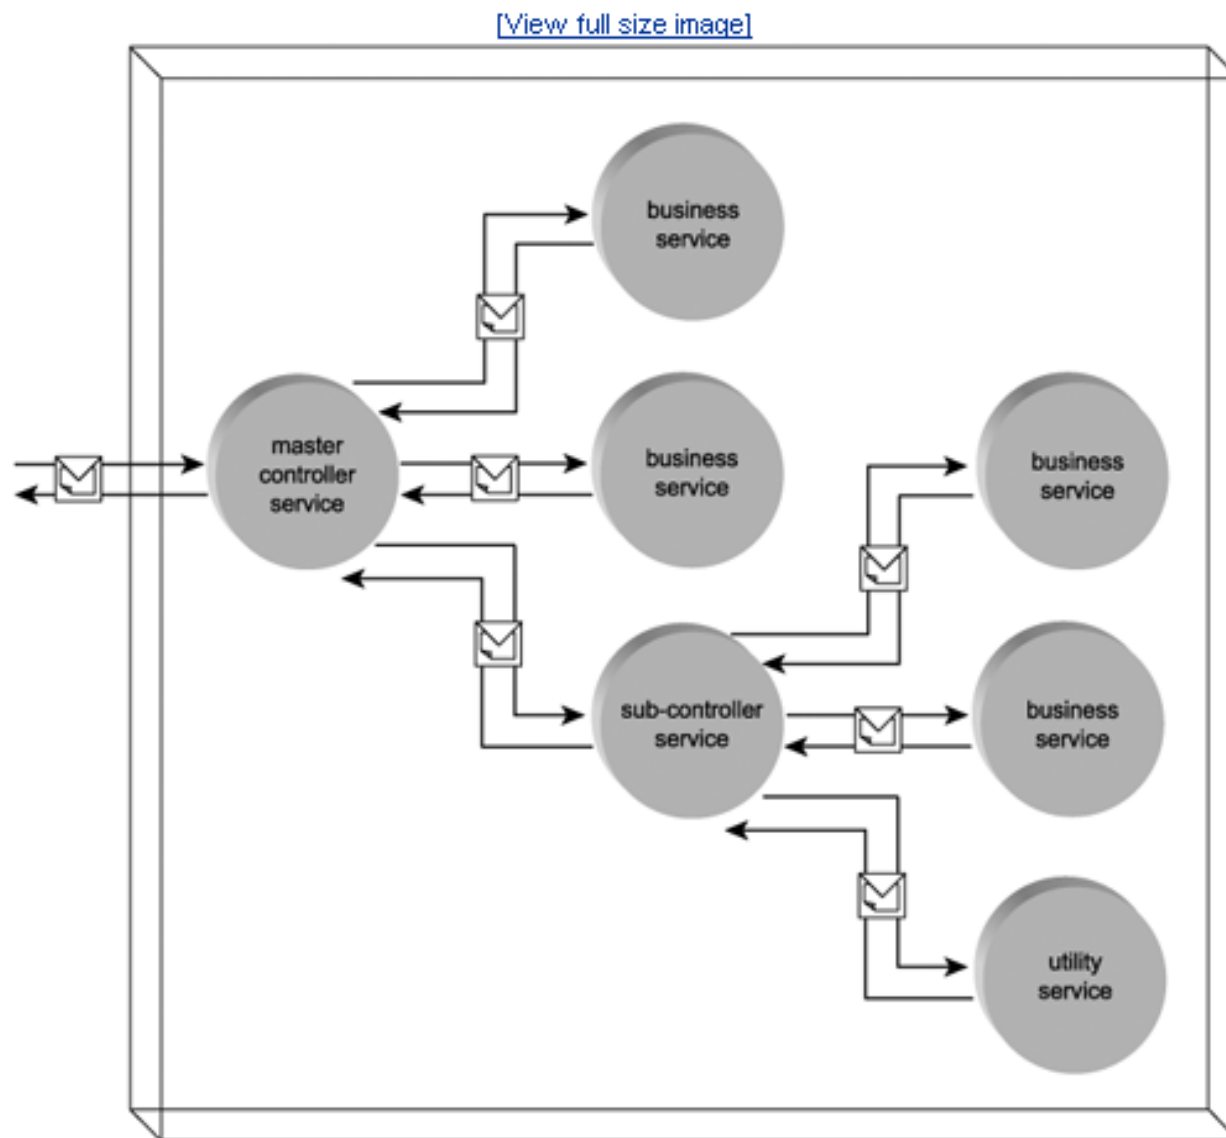 [View full size image]
business
service
master
controller
service
business
service
business
service
sub-controller
service
business
service
utility
service